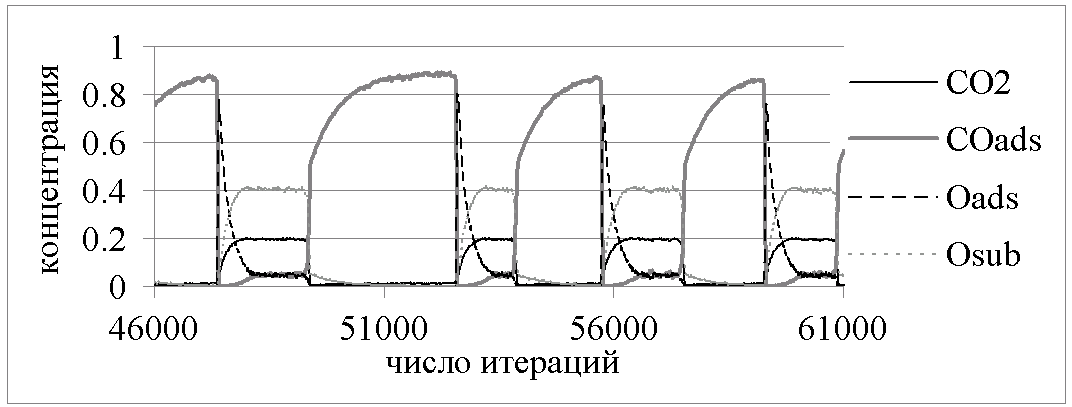 концентрация
1
0.8
0.6
0.4
0.2
0
46000 51000 56000 61000
число итераций
CO2
COads
Oads
Osub